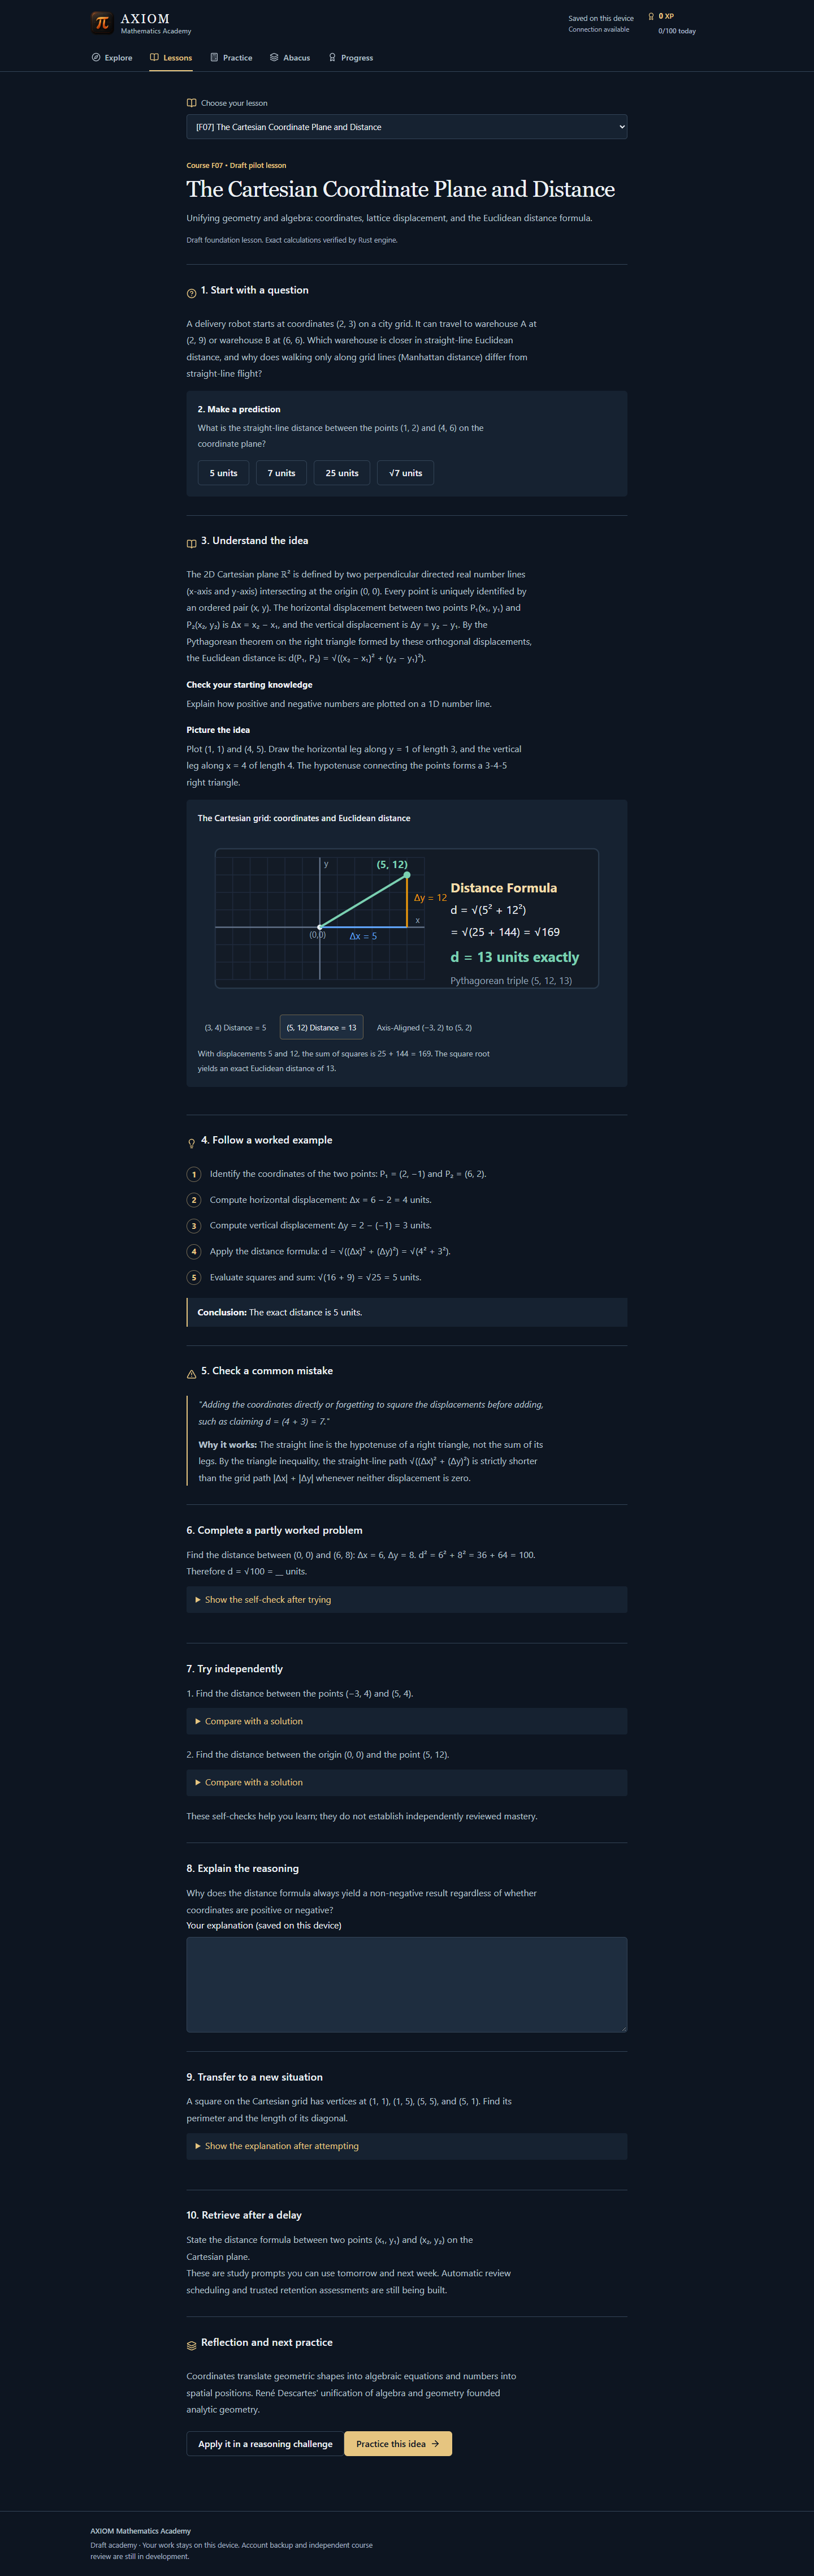 π AXIOM
Mathematics Academy
Saved on this device
Connection available
0 XP
0/100 today
Explore
Lessons
Practice
Abacus
Progress
Choose your lesson
[F07] The Cartesian Coordinate Plane and Distance
Course F07 • Draft pilot lesson
The Cartesian Coordinate Plane and Distance
Unifying geometry and algebra: coordinates, lattice displacement, and the Euclidean distance formula.
Draft foundation lesson. Exact calculations verified by Rust engine.
1. Start with a question
A delivery robot starts at coordinates (2, 3) on a city grid. It can travel to warehouse A at
(2, 9) or warehouse B at (6, 6). Which warehouse is closer in straight-line Euclidean
distance, and why does walking only along grid lines (Manhattan distance) differ from
straight-line flight?
2. Make a prediction
What is the straight-line distance between the points (1, 2) and (4, 6) on the
coordinate plane?
5 units
7 units
25 units
√7 units
3. Understand the idea
The 2D Cartesian plane ℝ² is defined by two perpendicular directed real number lines
(x-axis and y-axis) intersecting at the origin (0, 0). Every point is uniquely identified by
an ordered pair (x, y). The horizontal displacement between two points P₁(x₁, y₁) and
P₂(x₂, y₂) is Δx = x₂ − x₁, and the vertical displacement is Δy = y₂ − y₁. By the
Pythagorean theorem on the right triangle formed by these orthogonal displacements,
the Euclidean distance is: d(P₁, P₂) = √((x₂ − x₁)² + (y₂ − y₁)²).
Check your starting knowledge
Explain how positive and negative numbers are plotted on a 1D number line.
Picture the idea
Plot (1, 1) and (4, 5). Draw the horizontal leg along y = 1 of length 3, and the vertical
leg along x = 4 of length 4. The hypotenuse connecting the points forms a 3-4-5
right triangle.
The Cartesian grid: coordinates and Euclidean distance
y
(5, 12)
Δy = 12
x
(0,0)
Δx = 5
Distance Formula
d = √(5² + 12²)
= √(25 + 144) = √169
d = 13 units exactly
Pythagorean triple (5, 12, 13)
(3, 4) Distance = 5
(5, 12) Distance = 13
Axis-Aligned (−3, 2) to (5, 2)
With displacements 5 and 12, the sum of squares is 25 + 144 = 169. The square root
yields an exact Euclidean distance of 13.
4. Follow a worked example
1 Identify the coordinates of the two points: P₁ = (2, −1) and P₂ = (6, 2).
2 Compute horizontal displacement: Δx = 6 − 2 = 4 units.
3 Compute vertical displacement: Δy = 2 − (−1) = 3 units.
4 Apply the distance formula: d = √((Δx)² + (Δy)²) = √(4² + 3²).
5 Evaluate squares and sum: √(16 + 9) = √25 = 5 units.
Conclusion: The exact distance is 5 units.
5. Check a common mistake
"Adding the coordinates directly or forgetting to square the displacements before adding,
such as claiming d = (4 + 3) = 7."
Why it works: The straight line is the hypotenuse of a right triangle, not the sum of its
legs. By the triangle inequality, the straight-line path √((Δx)² + (Δy)²) is strictly shorter
than the grid path |Δx| + |Δy| whenever neither displacement is zero.
6. Complete a partly worked problem
Find the distance between (0, 0) and (6, 8): Δx = 6, Δy = 8. d² = 6² + 8² = 36 + 64 = 100.
Therefore d = √100 = __ units.
▶ Show the self-check after trying
7. Try independently
1. Find the distance between the points (−3, 4) and (5, 4).
▶ Compare with a solution
2. Find the distance between the origin (0, 0) and the point (5, 12).
▶ Compare with a solution
These self-checks help you learn; they do not establish independently reviewed mastery.
8. Explain the reasoning
Why does the distance formula always yield a non-negative result regardless of whether
coordinates are positive or negative?
Your explanation (saved on this device)
9. Transfer to a new situation
A square on the Cartesian grid has vertices at (1, 1), (1, 5), (5, 5), and (5, 1). Find its
perimeter and the length of its diagonal.
▶ Show the explanation after attempting
10. Retrieve after a delay
State the distance formula between two points (x₁, y₁) and (x₂, y₂) on the
Cartesian plane.
These are study prompts you can use tomorrow and next week. Automatic review
scheduling and trusted retention assessments are still being built.
Reflection and next practice
Coordinates translate geometric shapes into algebraic equations and numbers into
spatial positions. René Descartes' unification of algebra and geometry founded
analytic geometry.
Apply it in a reasoning challenge
Practice this idea →
AXIOM Mathematics Academy
Draft academy · Your work stays on this device. Account backup and independent course
review are still in development.